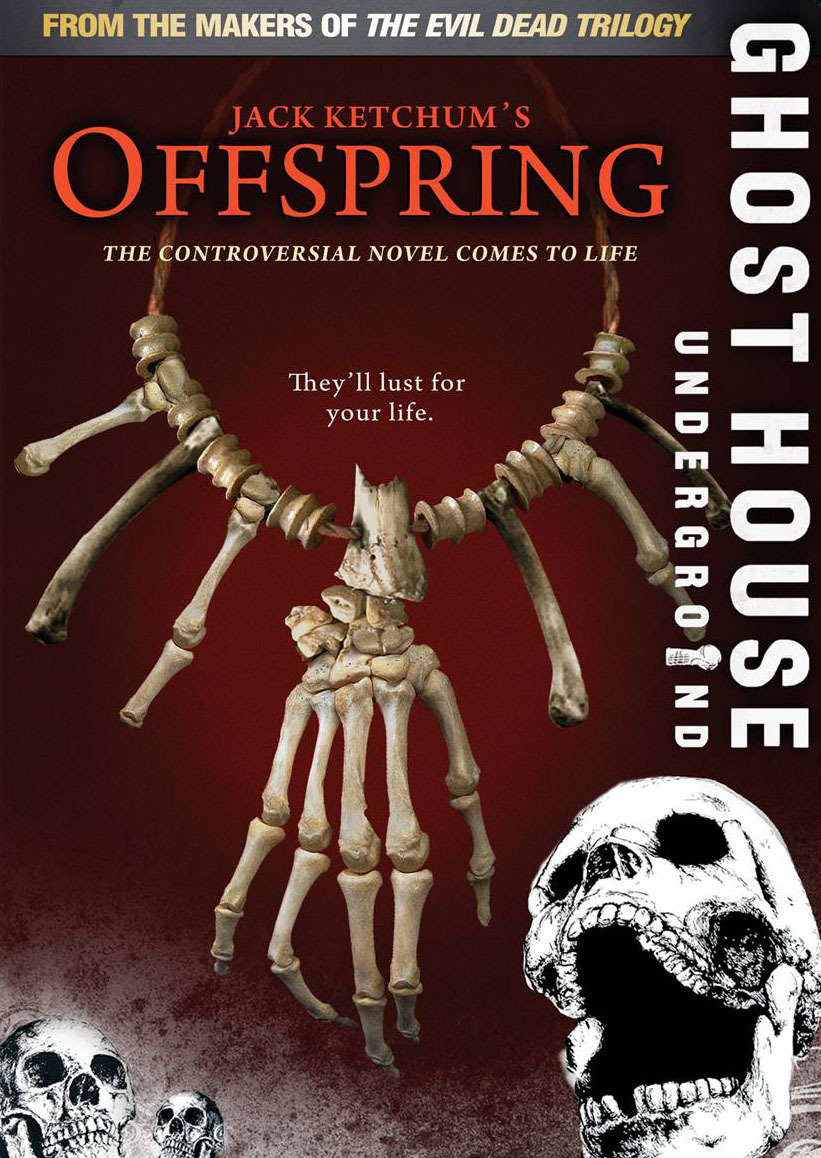 FROM THE MAKERS OF THE EVIL DEAD TRILOGY
JACK KETCHUM'S
OFFSPRING
THE CONTROVERSIAL NOVEL COMES TO LIFE
They'll lust for
your life.
GHOST HOUSE
UNDERGROUND